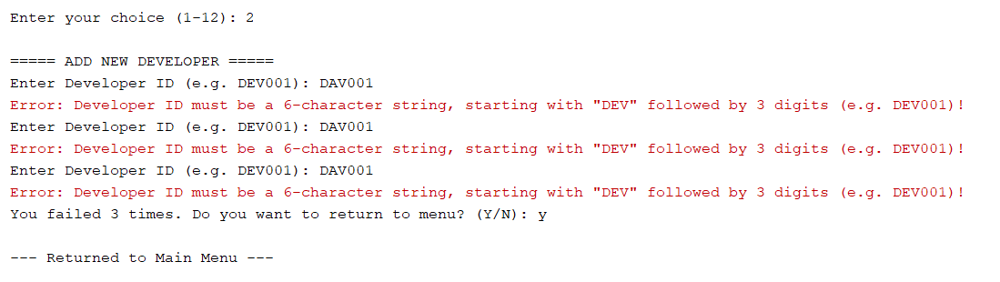 Enter your choice (1-12): 2
===== ADD NEW DEVELOPER =====
Enter Developer ID (e.g. DEV001): DAV001
Error: Developer ID must be a 6-character string, starting with "DEV" followed by 3 digits (e.g. DEV001)!
Enter Developer ID (e.g. DEV001): DAV001
Error: Developer ID must be a 6-character string, starting with "DEV" followed by 3 digits (e.g. DEV001)!
Enter Developer ID (e.g. DEV001): DAV001
Error: Developer ID must be a 6-character string, starting with "DEV" followed by 3 digits (e.g. DEV001)!
You failed 3 times. Do you want to return to menu? (Y/N): y
--- Returned to Main Menu ---